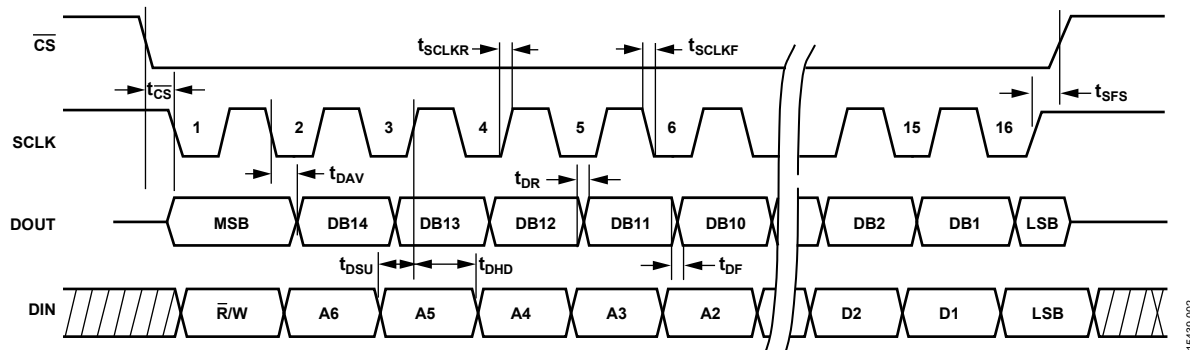 CS
tSCLKR
tSCLKF
tCS
tSFS
SCLK
1 2 3 4 5 6 15 16
tDAV
tDR
DOUT
MSB DB14 DB13 DB12 DB11 DB10 DB2 DB1 LSB
tDSU
tDHD
tDF
DIN
R/W A6 A5 A4 A3 A2 D2 D1 LSB